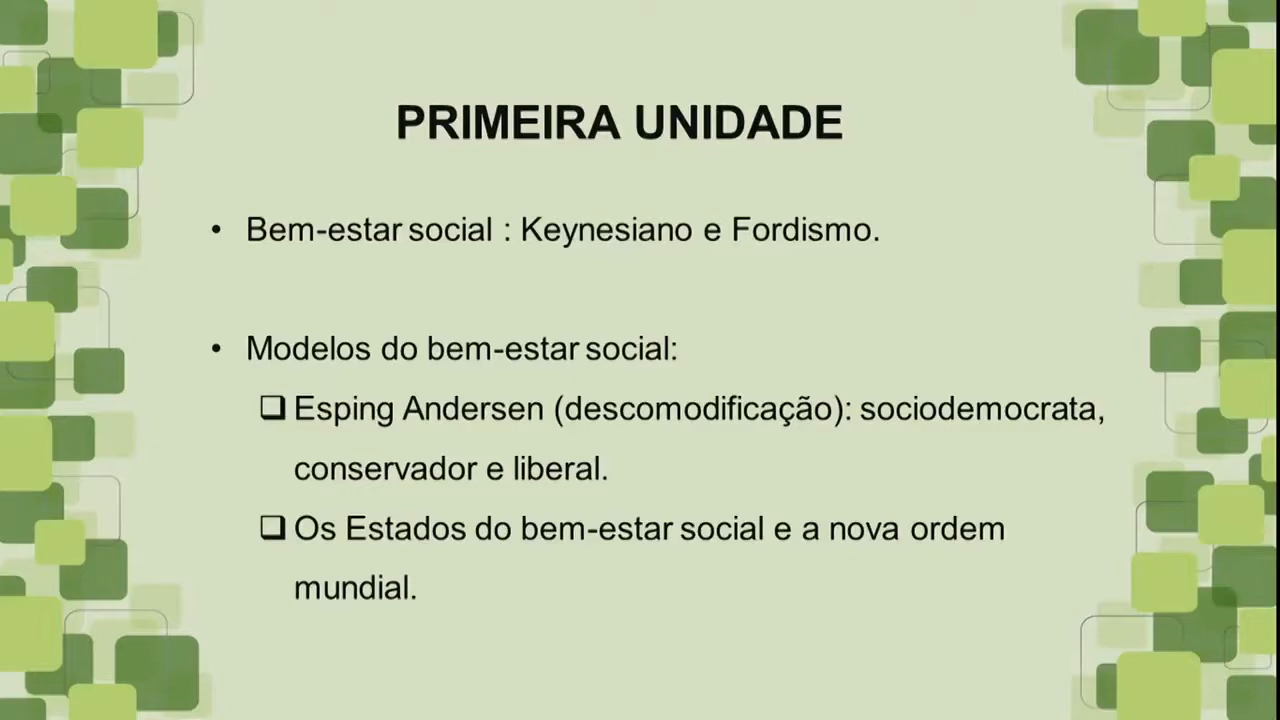 PRIMEIRA UNIDADE
• Bem-estar social : Keynesiano e Fordismo.
• Modelos do bem-estar social:
❑ Esping Andersen (descomodificação): sociodemocrata,
conservador e liberal.
❑ Os Estados do bem-estar social e a nova ordem
mundial.